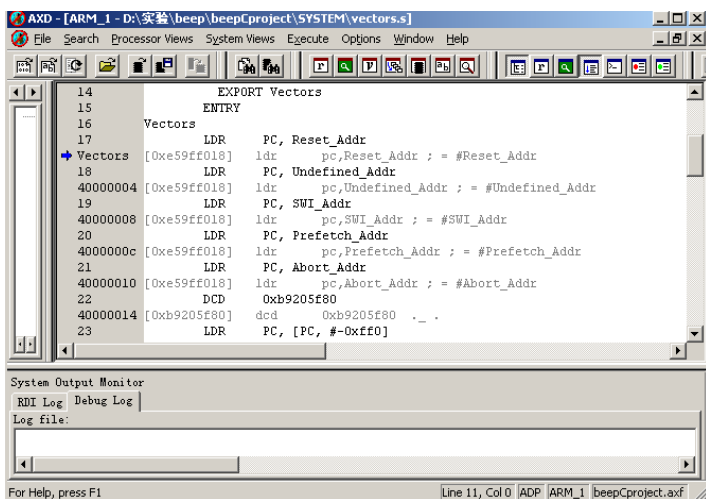 AXD - [ARM_1 - D:\实验\beep\beepCproject\SYSTEM\vectors.s]
File Search Processor Views System Views Execute Options Window Help
14 EXPORT Vectors
15 ENTRY
16 Vectors
17 LDR PC, Reset_Addr
Vectors [0xe59ff018] ldr pc,Reset_Addr ; = #Reset_Addr
18 LDR PC, Undefined_Addr
40000004 [0xe59ff018] ldr pc,Undefined_Addr ; = #Undefined_Addr
19 LDR PC, SWI_Addr
40000008 [0xe59ff018] ldr pc,SWI_Addr ; = #SWI_Addr
20 LDR PC, Prefetch_Addr
4000000c [0xe59ff018] ldr pc,Prefetch_Addr ; = #Prefetch_Addr
21 LDR PC, Abort_Addr
40000010 [0xe59ff018] ldr pc,Abort_Addr ; = #Abort_Addr
22 DCD 0xb9205f80
40000014 [0xb9205f80] dcd 0xb9205f80 ._ .
23 LDR PC, [PC, #-0xff0]
System Output Monitor
RDI Log Debug Log
Log file:
For Help, press F1 Line 11, Col 0 ADP ARM_1 beepCproject.axf